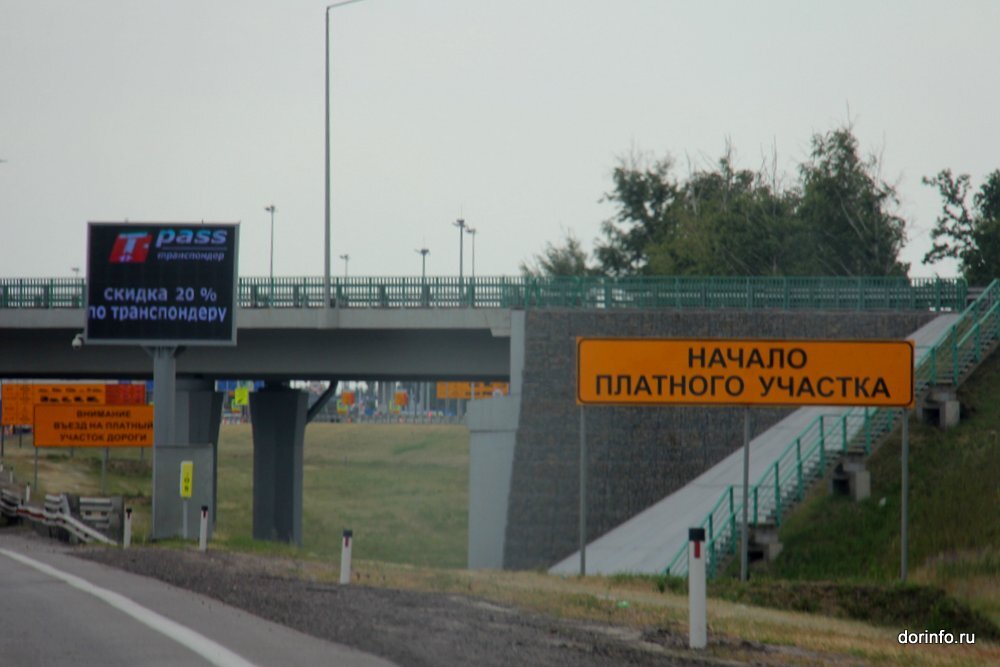 T pass
транспондер
скидка 20 %
по транспондеру
НАЧАЛО
ПЛАТНОГО УЧАСТКА
ВНИМАНИЕ
ВЪЕЗД НА ПЛАТНЫЙ
УЧАСТОК ДОРОГИ
dorinfo.ru